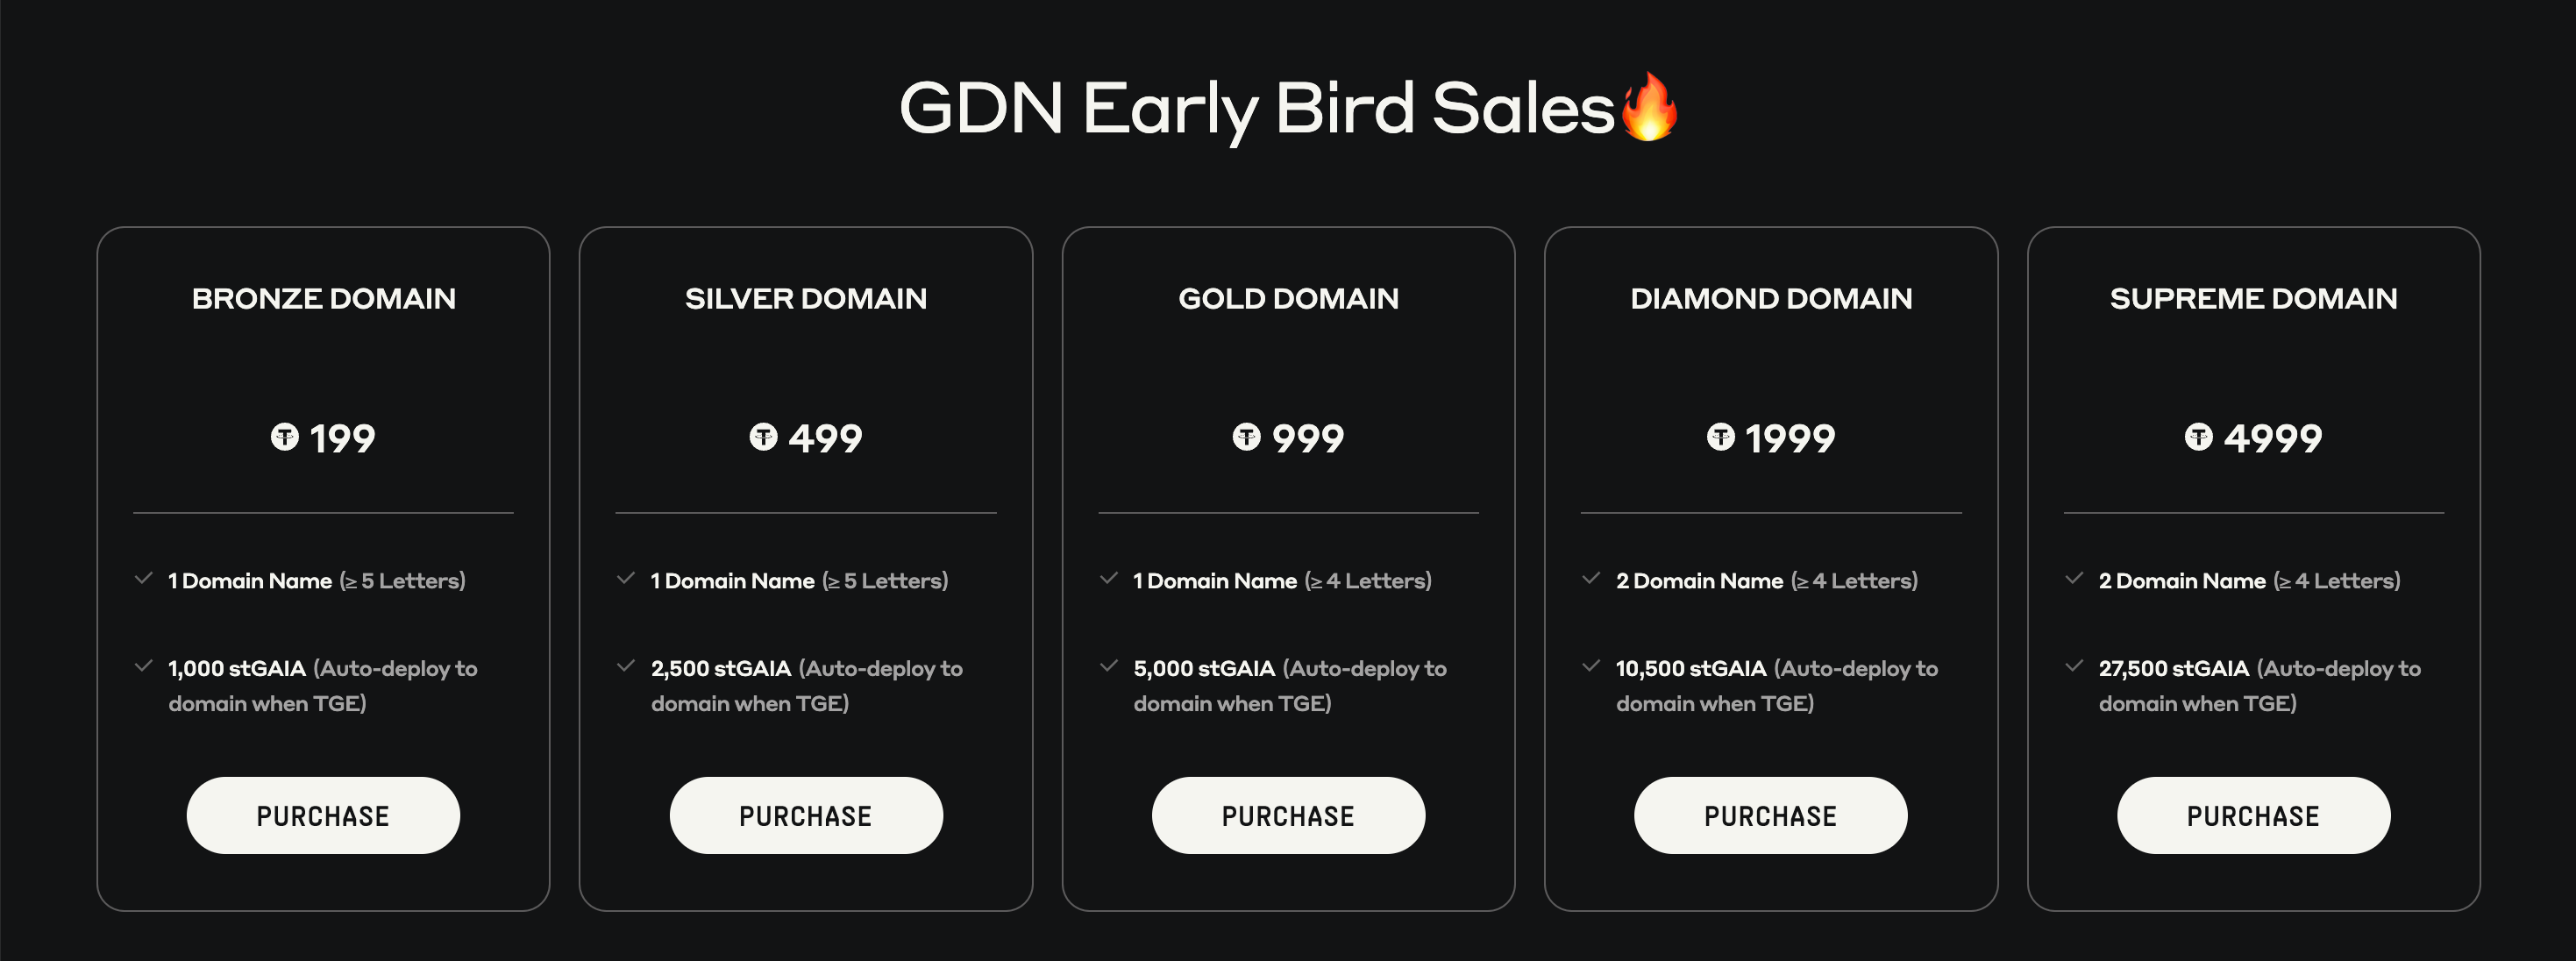 GDN Early Bird Sales🔥
BRONZE DOMAIN
199
1 Domain Name (≥ 5 Letters)
1,000 stGAIA (Auto-deploy to
domain when TGE)
PURCHASE
SILVER DOMAIN
499
1 Domain Name (≥ 5 Letters)
2,500 stGAIA (Auto-deploy to
domain when TGE)
PURCHASE
GOLD DOMAIN
999
1 Domain Name (≥ 4 Letters)
5,000 stGAIA (Auto-deploy to
domain when TGE)
PURCHASE
DIAMOND DOMAIN
1999
2 Domain Name (≥ 4 Letters)
10,500 stGAIA (Auto-deploy to
domain when TGE)
PURCHASE
SUPREME DOMAIN
4999
2 Domain Name (≥ 4 Letters)
27,500 stGAIA (Auto-deploy to
domain when TGE)
PURCHASE